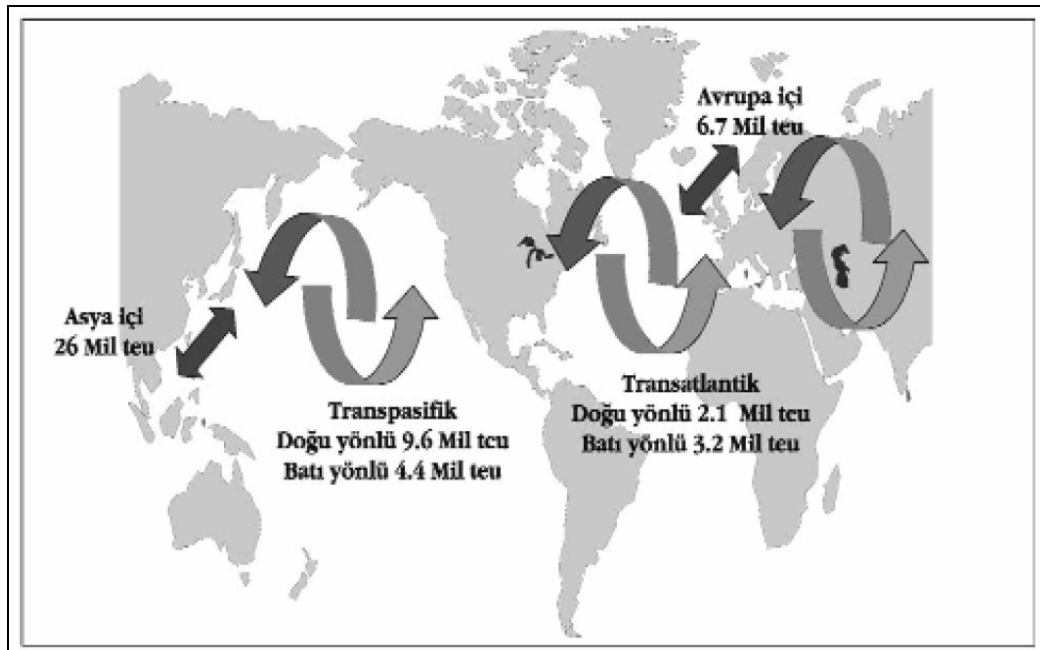 Avrupa içi
6.7 Mil teu
Asya içi
26 Mil teu
Transpasifik
Doğu yönlü 9.6 Mil teu
Batı yönlü 4.4 Mil teu
Transatlantik
Doğu yönlü 2.1 Mil teu
Batı yönlü 3.2 Mil teu